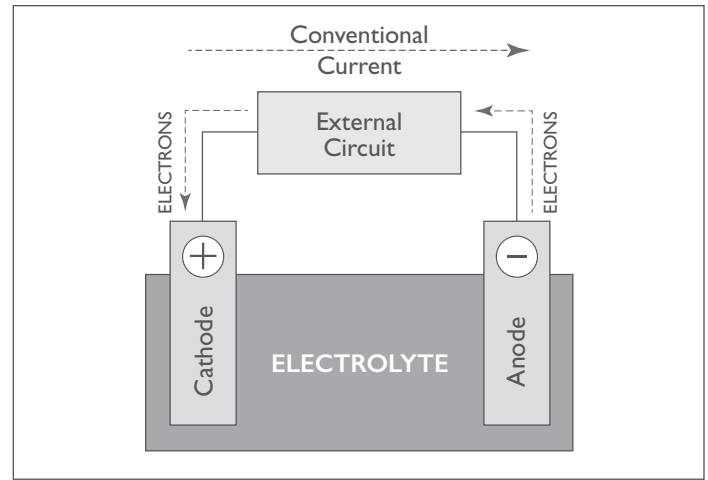 Conventional
Current
External
Circuit
ELECTRONS
ELECTRONS
+
−
Cathode
ELECTROLYTE
Anode